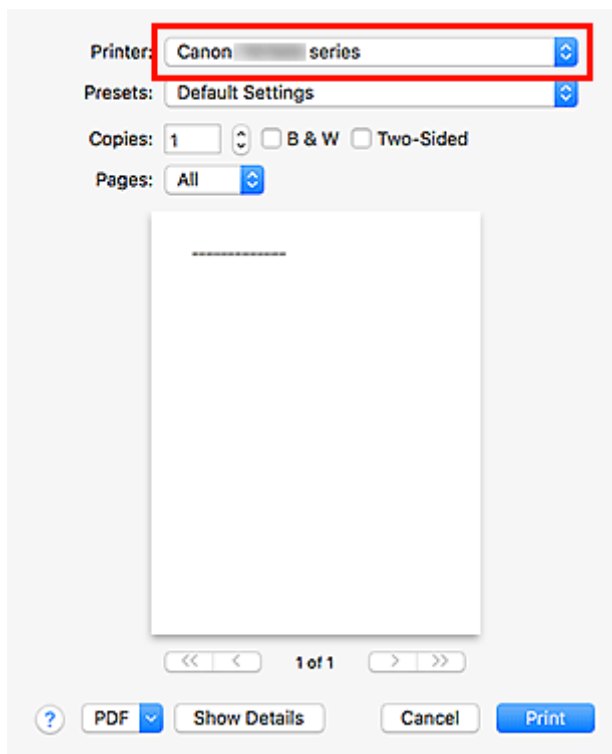 Printer: Canon series
Presets: Default Settings
Copies: 1 B & W Two-Sided
Pages: All
-------------
<< < 1 of 1 > >>
? PDF Show Details Cancel Print